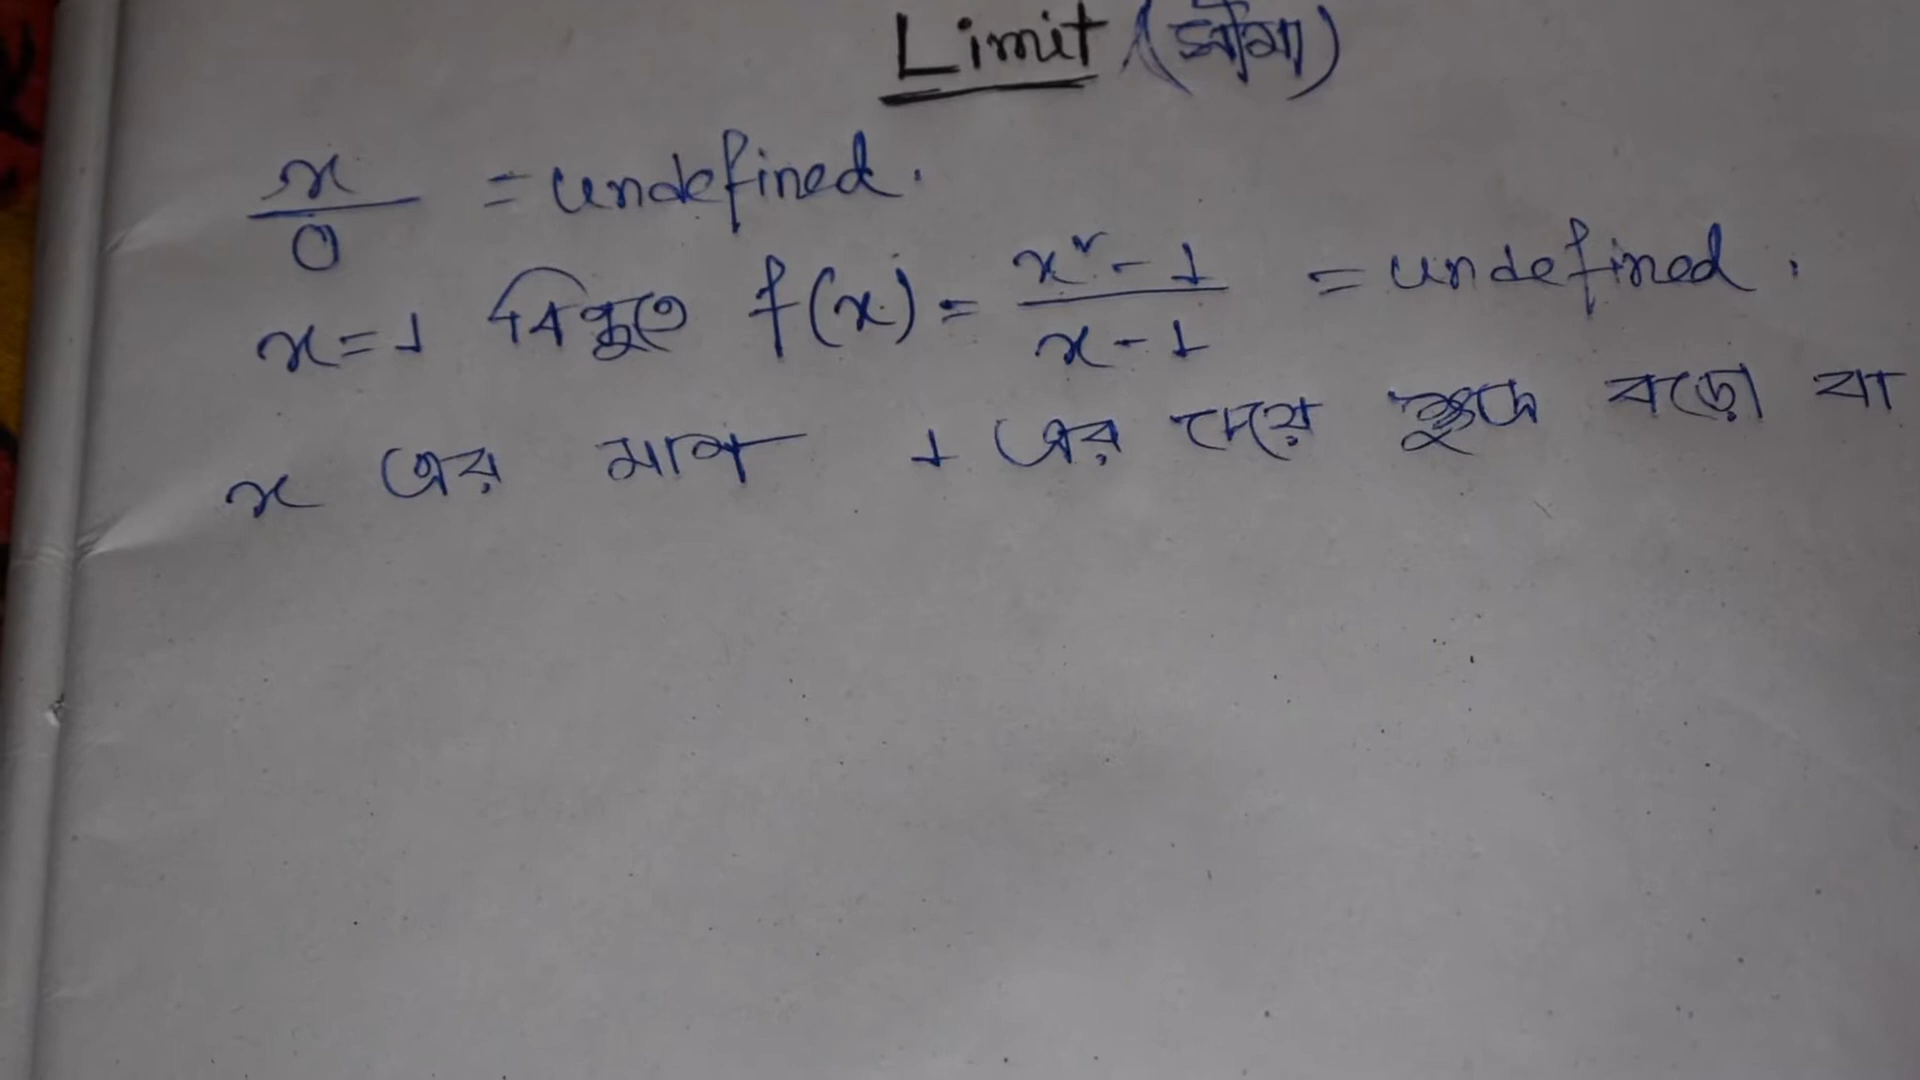 Limit (সীমা)
x/0 = undefined.
x=1 বিন্দুতে f(x) = x²-1/x-1 = undefined.
x এর মান 1 এর চেয়ে বড়ো বা